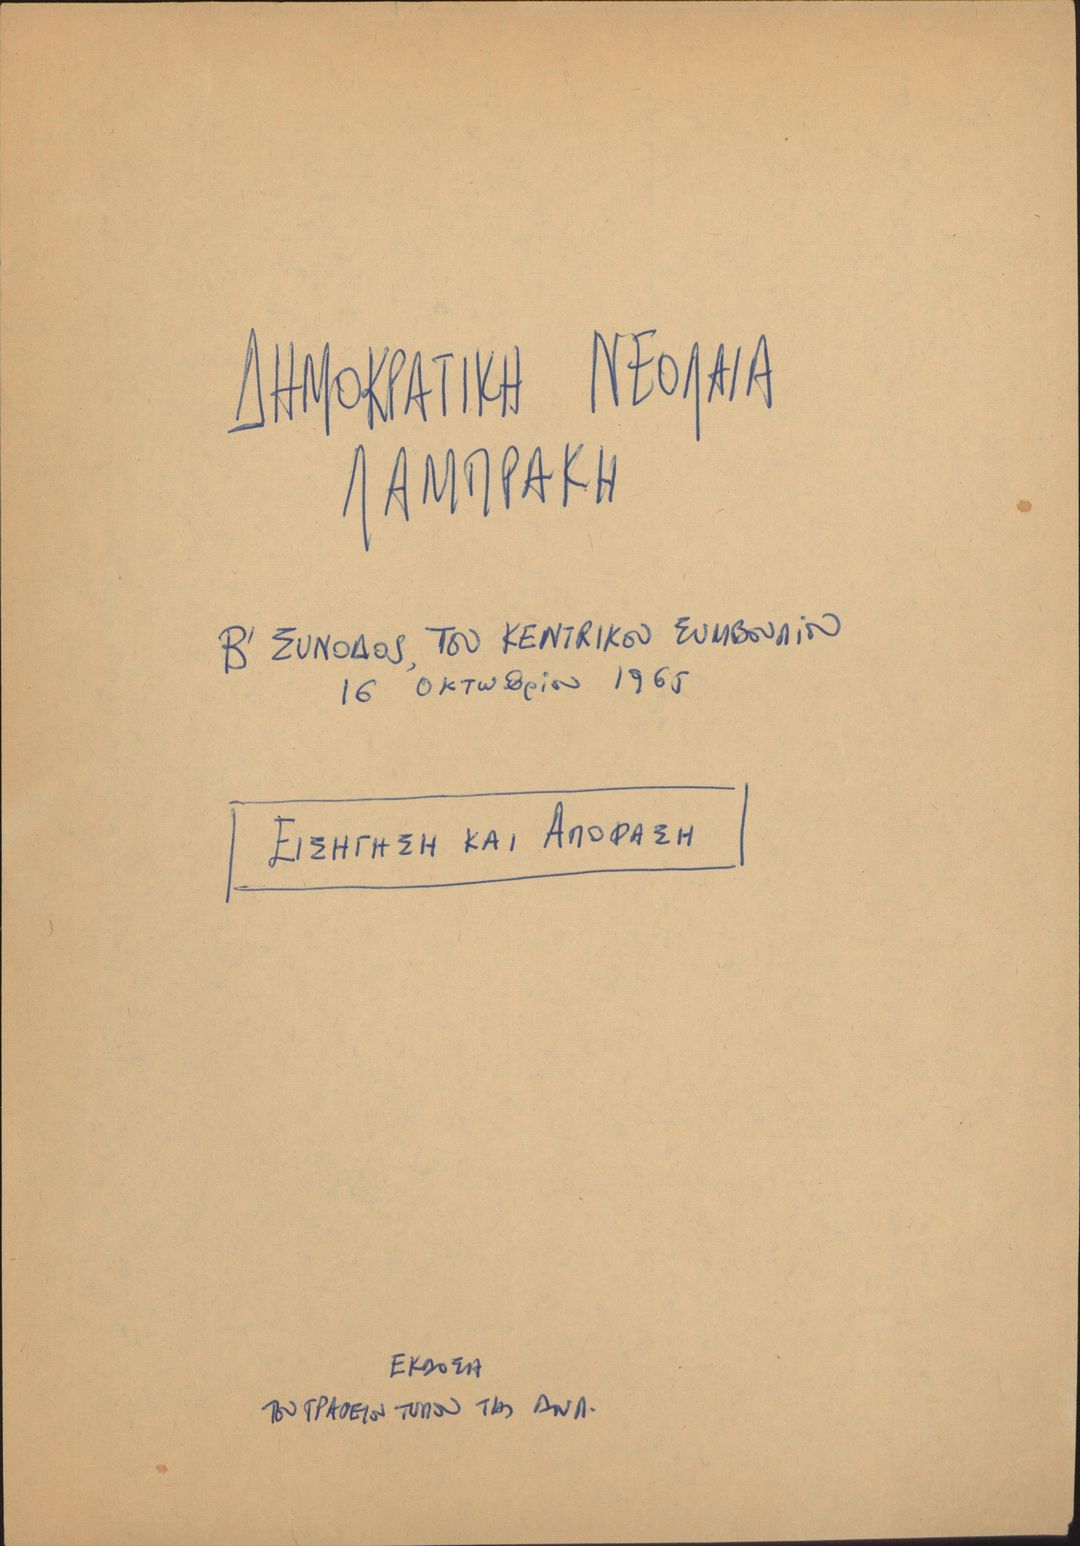 ΔΗΜΟΚΡΑΤΙΚΗ ΝΕΟΛΑΙΑ
ΛΑΜΠΡΑΚΗ
Β' ΣΥΝΟΔΟΣ, ΤΟΥ ΚΕΝΤΡΙΚΟΥ ΣΥΜΒΟΥΛΙΟΥ
16 ΟΚΤΩβρίου 1965
ΕΙΣΗΓΗΣΗ ΚΑΙ ΑΠΟΦΑΣΗ
ΕΚΔΟΣΗ
ΤΟΥ ΓΡΑΦΕΙΟΥ ΤΥΠΟΥ ΤΗΣ ΔΝΛ.